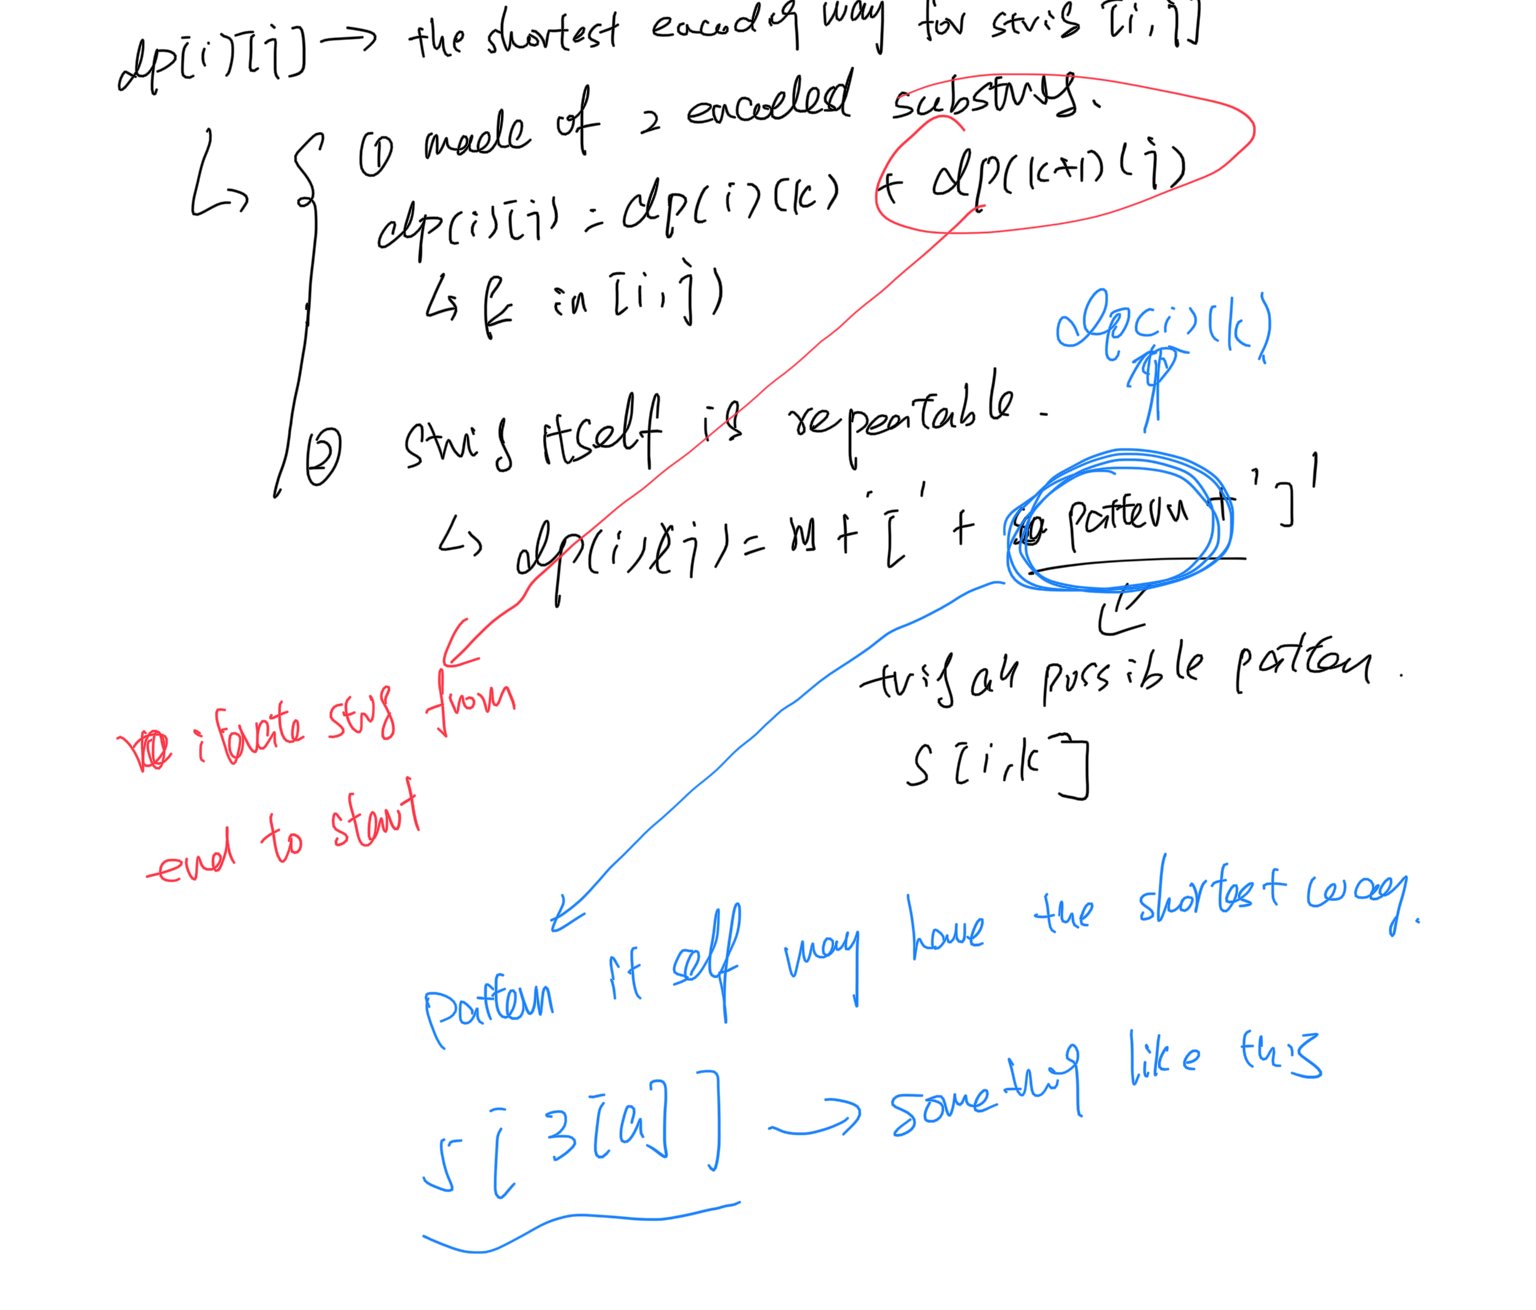 dp[i][j] → the shortest encoding way for string [i, j]
① made of 2 encoded substrings.
dp(i)[j) = dp(i)(k) + dp(k+1)(j)
↳ k in [i, j)
dp(i)(k)
② string itself is repeatable.
↳ dp(i)(j) = N + '[' + pattern + ']'
trying all possible pattern.
S[i,k]
iterate string from
end to start
pattern itself may have the shortest way.
5[3[a]] → something like this